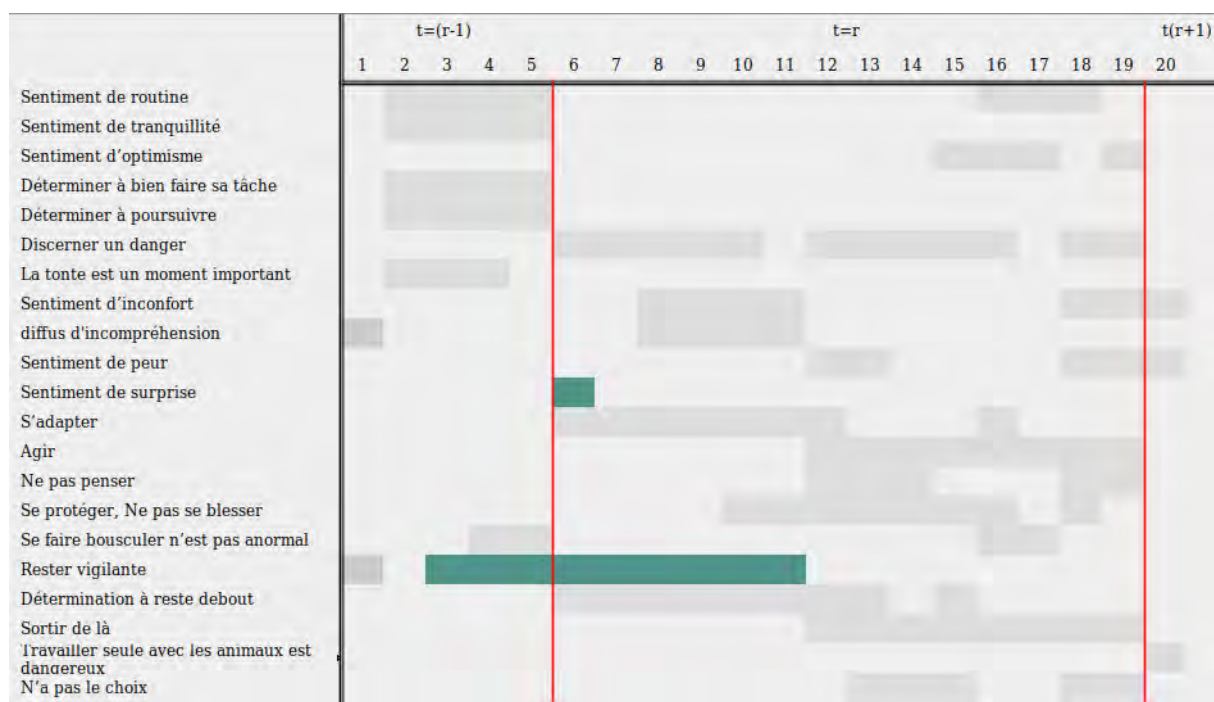 t=(r-1) t=r t(r+1)
1 2 3 4 5 6 7 8 9 10 11 12 13 14 15 16 17 18 19 20
Sentiment de routine
Sentiment de tranquillité
Sentiment d’optimisme
Déterminer à bien faire sa tâche
Déterminer à poursuivre
Discerner un danger
La tonte est un moment important
Sentiment d’inconfort
diffus d'incompréhension
Sentiment de peur
Sentiment de surprise
S’adapter
Agir
Ne pas penser
Se protéger, Ne pas se blesser
Se faire bousculer n’est pas anormal
Rester vigilante
Détermination à reste debout
Sortir de là
Travailler seule avec les animaux est
dangereux
N’a pas le choix